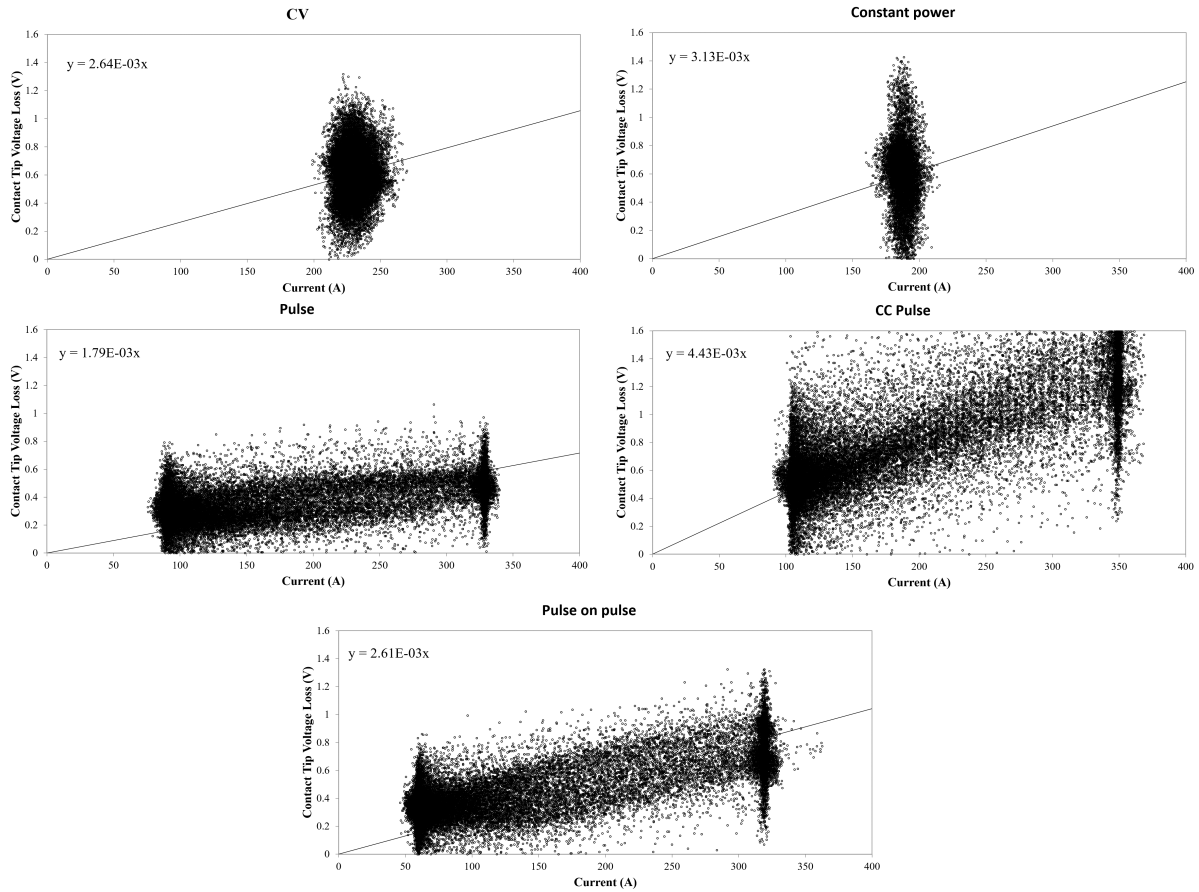 CV
y = 2.64E-03x
Contact Tip Voltage Loss (V)
1.6
1.4
1.2
1
0.8
0.6
0.4
0.2
0
0 50 100 150 200 250 300 350 400
Current (A)
Constant power
y = 3.13E-03x
Contact Tip Voltage Loss (V)
1.6
1.4
1.2
1
0.8
0.6
0.4
0.2
0
0 50 100 150 200 250 300 350 400
Current (A)
Pulse
y = 1.79E-03x
Contact Tip Voltage Loss (V)
1.6
1.4
1.2
1
0.8
0.6
0.4
0.2
0
0 50 100 150 200 250 300 350 400
Current (A)
CC Pulse
y = 4.43E-03x
Contact Tip Voltage Loss (V)
1.6
1.4
1.2
1
0.8
0.6
0.4
0.2
0
0 50 100 150 200 250 300 350 400
Current (A)
Pulse on pulse
y = 2.61E-03x
Contact Tip Voltage Loss (V)
1.6
1.4
1.2
1
0.8
0.6
0.4
0.2
0
0 50 100 150 200 250 300 350 400
Current (A)